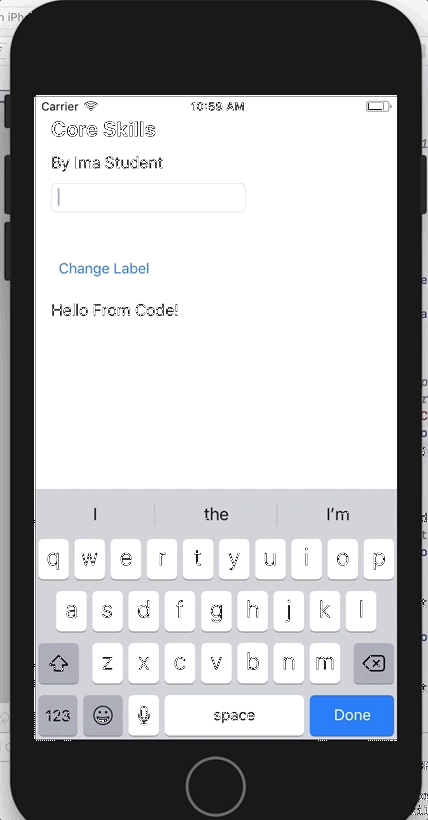 Carrier 10:59 AM
Core Skills
By Ima Student
Change Label
Hello From Code!
I the I'm
q w e r t y u i o p
a s d f g h j k l
z x c v b n m
123 space Done